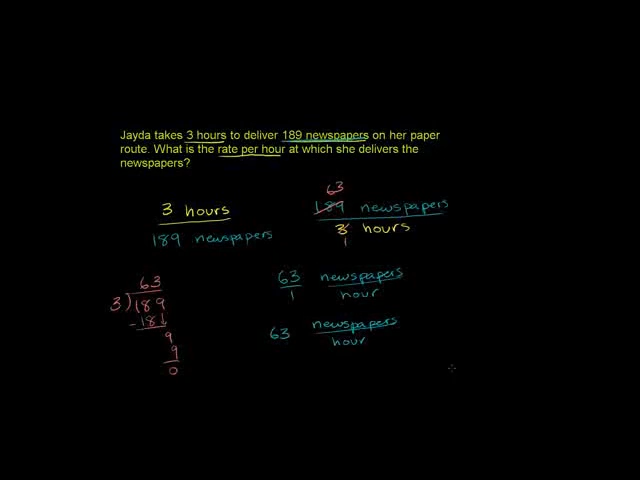 Jayda takes 3 hours to deliver 189 newspapers on her paper
route. What is the rate per hour at which she delivers the
newspapers?
63
3 hours
189 newspapers
189 newspapers
3 hours
1
63
3)189
-181
9
9
0
63 newspapers
1 hour
63 newspapers
hour